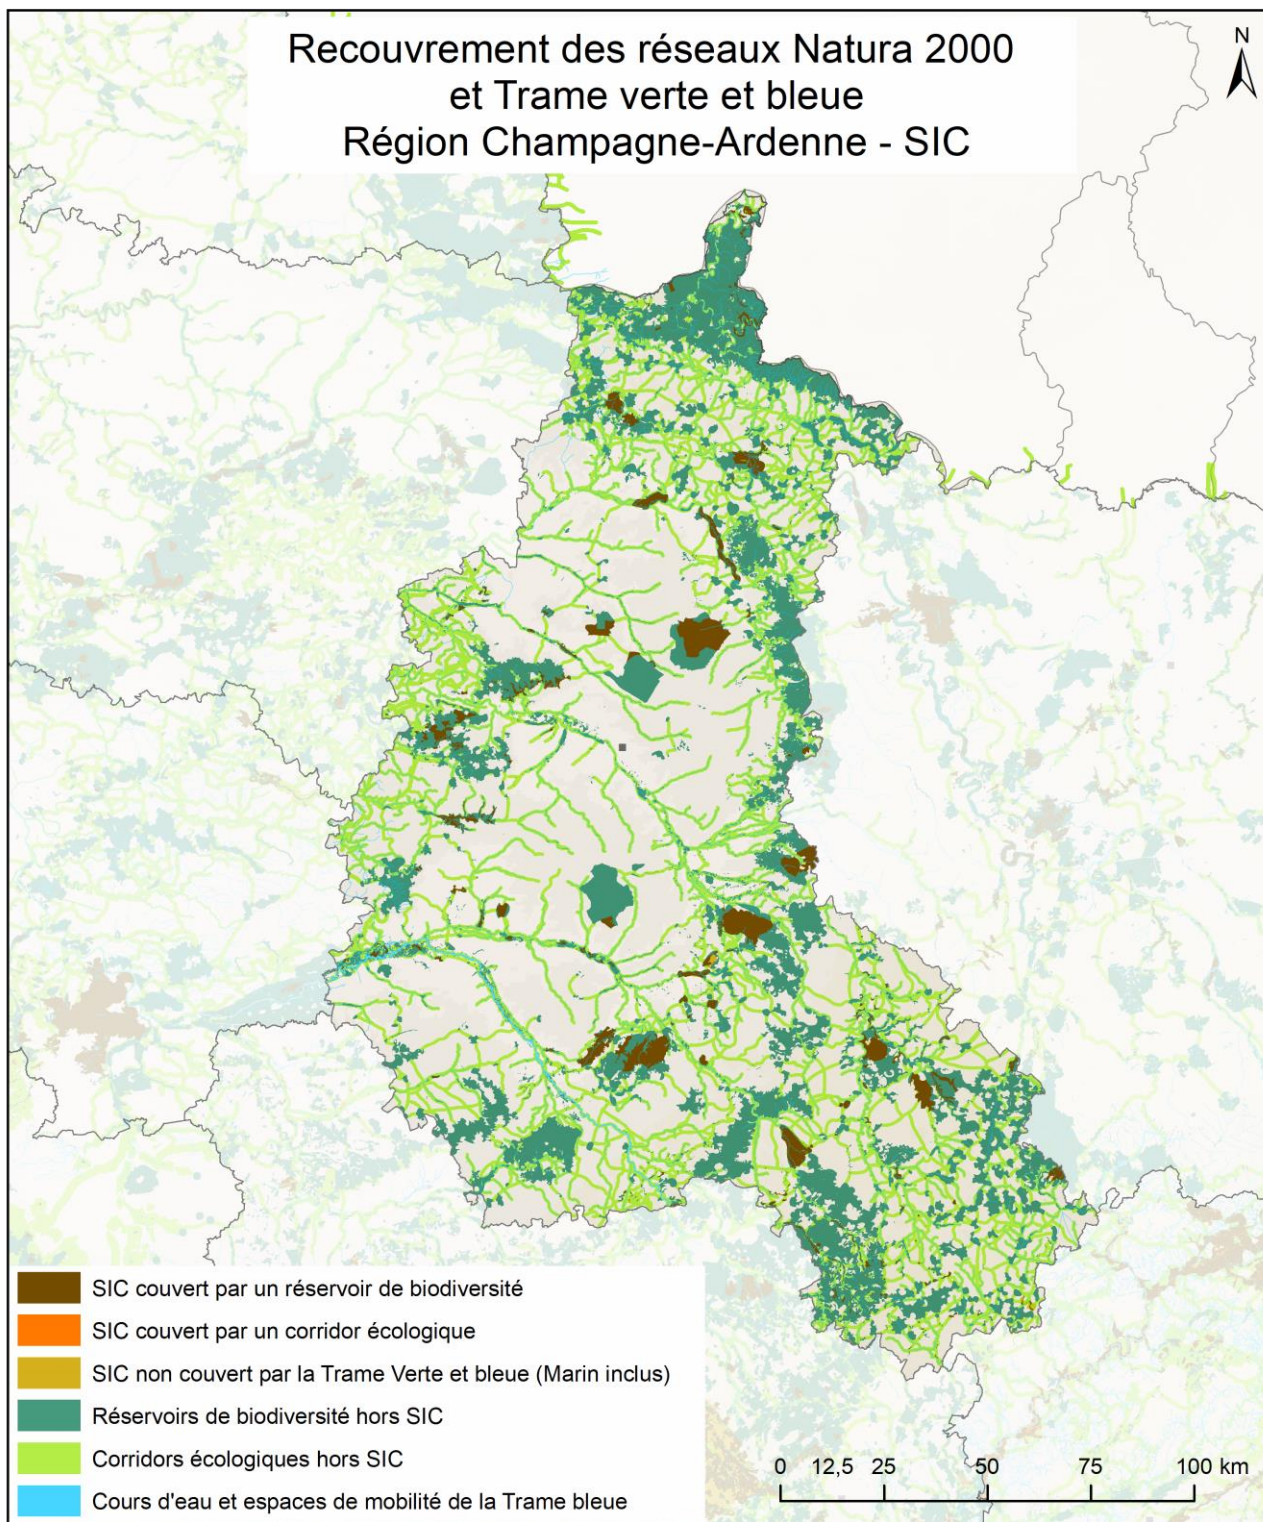 Recouvrement des réseaux Natura 2000
et Trame verte et bleue
Région Champagne-Ardenne - SIC
N
SIC couvert par un réservoir de biodiversité
SIC couvert par un corridor écologique
SIC non couvert par la Trame Verte et bleue (Marin inclus)
Réservoirs de biodiversité hors SIC
Corridors écologiques hors SIC
Cours d'eau et espaces de mobilité de la Trame bleue
0 12,5 25 50 75 100 km